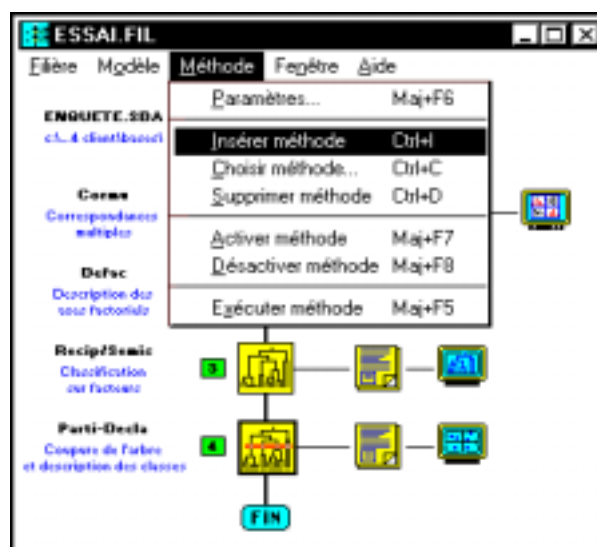 ESSAI.FIL
Filière Modèle Méthode Fenêtre Aide
Paramètres... Maj+F6
Insérer méthode Ctrl+I
Choisir méthode... Ctrl+C
Supprimer méthode Ctrl+D
Activer méthode Maj+F7
Désactiver méthode Maj+F8
Exécuter méthode Maj+F5
ENQUETE.SDA
Corma
Correspondances
multiples
Defac
Description des
axes factoriels
Recip/Semis
Classification
sur facteurs
3
Parti-Decla
Coupure de l'arbre
et description des classes
4
FIN